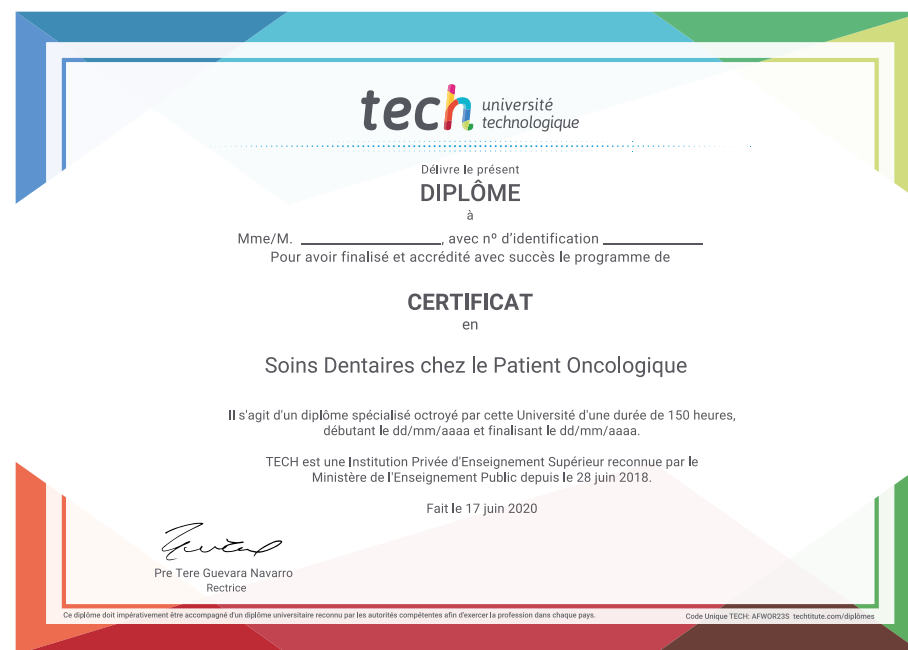 tech université
technologique
Délivre le présent
DIPLÔME
à
Mme/M. ____________________, avec nº d'identification ______________
Pour avoir finalisé et accrédité avec succès le programme de
CERTIFICAT
en
Soins Dentaires chez le Patient Oncologique
Il s'agit d'un diplôme spécialisé octroyé par cette Université d'une durée de 150 heures,
débutant le dd/mm/aaaa et finalisant le dd/mm/aaaa.
TECH est une Institution Privée d'Enseignement Supérieur reconnue par le
Ministère de l'Enseignement Public depuis le 28 juin 2018.
Fait le 17 juin 2020
Pre Tere Guevara Navarro
Rectrice
Ce diplôme doit impérativement être accompagné d'un diplôme universitaire reconnu par les autorités compétentes afin d'exercer la profession dans chaque pays.
Code Unique TECH: AFWOR23S techtitute.com/diplômes